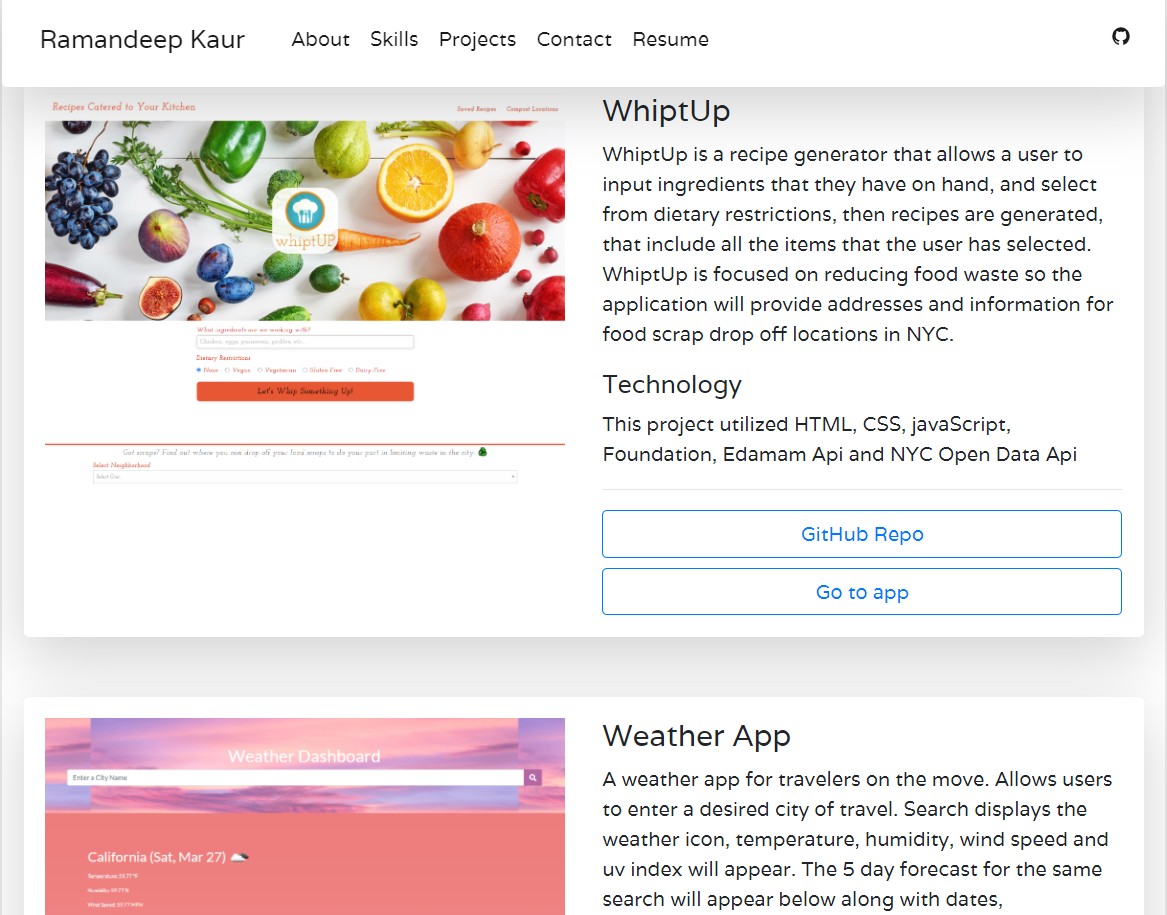 Ramandeep Kaur
About Skills Projects Contact Resume
Recipes Catered to Your Kitchen
Saved Recipes Compost Locations
whiptUP
What ingredients are we working with?
Chicken, eggs, parmesan, pickles, etc.
Dietary Restrictions
None Vegan Vegetarian Gluten Free Dairy Free
Let's Whip Something Up!
Got scraps? Find out where you can drop off your food scraps to do your part in limiting waste in the city.
Select Neighborhood
Select One
WhiptUp
WhiptUp is a recipe generator that allows a user to
input ingredients that they have on hand, and select
from dietary restrictions, then recipes are generated,
that include all the items that the user has selected.
WhiptUp is focused on reducing food waste so the
application will provide addresses and information for
food scrap drop off locations in NYC.
Technology
This project utilized HTML, CSS, javaScript,
Foundation, Edamam Api and NYC Open Data Api
GitHub Repo
Go to app
Weather Dashboard
Enter a City Name
California (Sat, Mar 27)
Temperature: 59.77 °F
Humidity: 59.77 %
Wind Speed: 59.77 MPH
Weather App
A weather app for travelers on the move. Allows users
to enter a desired city of travel. Search displays the
weather icon, temperature, humidity, wind speed and
uv index will appear. The 5 day forecast for the same
search will appear below along with dates,